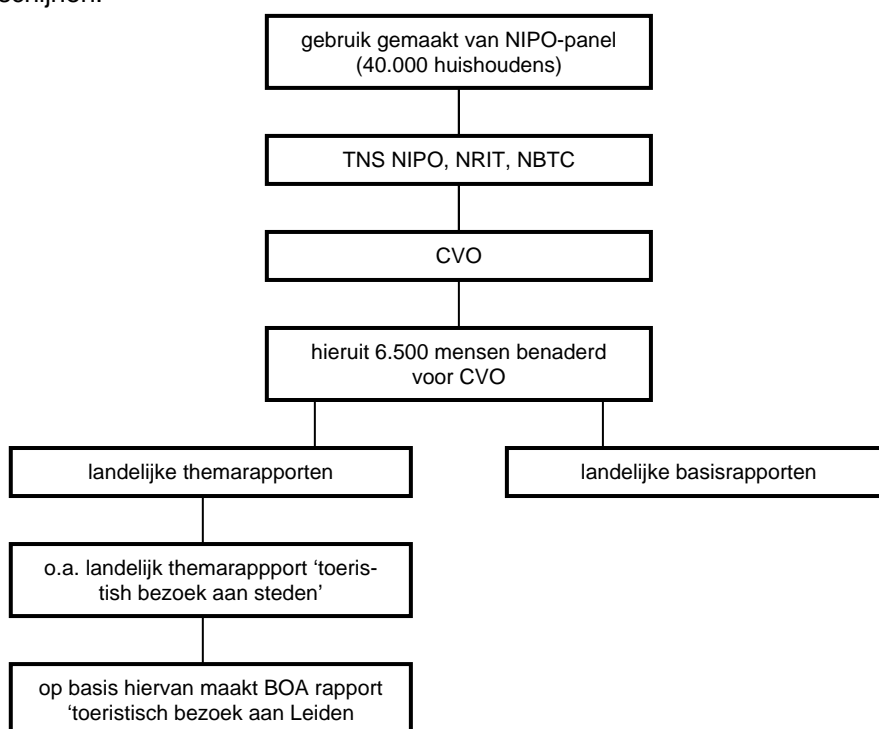 schijnen.
gebruik gemaakt van NIPO-panel
(40.000 huishoudens)
TNS NIPO, NRIT, NBTC
CVO
hieruit 6.500 mensen benaderd
voor CVO
landelijke themarapporten
landelijke basisrapporten
o.a. landelijk themarappport ‘toeris-
tish bezoek aan steden’
op basis hiervan maakt BOA rapport
‘toeristisch bezoek aan Leiden